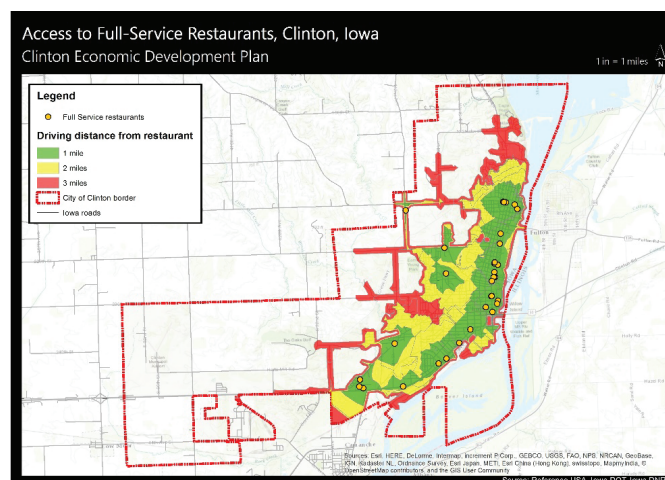 Access to Full-Service Restaurants, Clinton, Iowa
Clinton Economic Development Plan
1 in = 1 miles
N
Legend
Full Service restaurants
Driving distance from restaurant
1 mile
2 miles
3 miles
City of Clinton border
Iowa roads
Fulton
Beaver Island
Camanche
Sources: Esri, HERE, DeLorme, Intermap, increment P Corp., GEBCO, USGS, FAO, NPS, NRCAN, GeoBase,
IGN, Kadaster NL, Ordnance Survey, Esri Japan, METI, Esri China (Hong Kong), swisstopo, MapmyIndia, ©
OpenStreetMap contributors, and the GIS User Community
Source: Reference USA, Iowa DOT, Iowa DNR